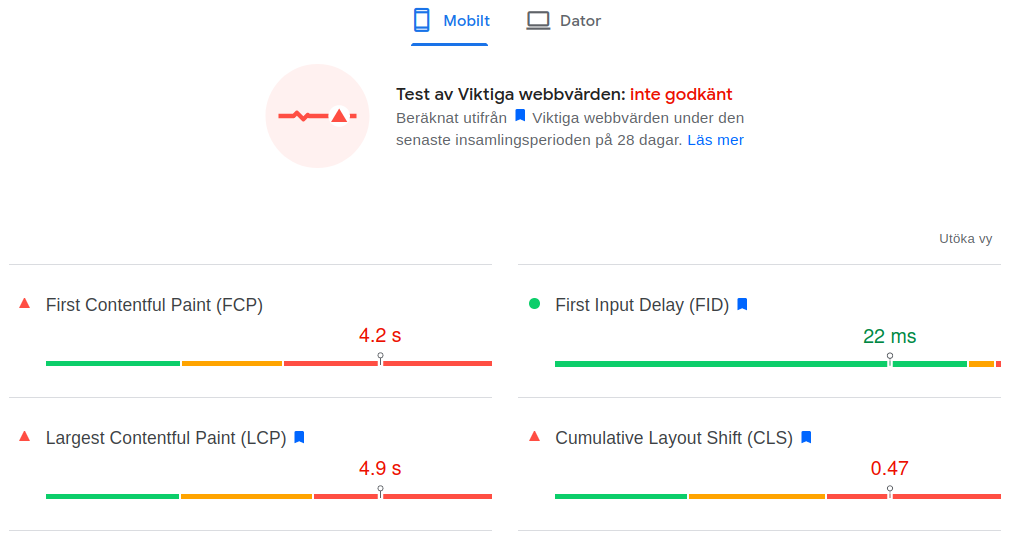 Mobilt
Dator
Test av Viktiga webbvärden: inte godkänt
Beräknat utifrån Viktiga webbvärden under den
senaste insamlingsperioden på 28 dagar. Läs mer
Utöka vy
First Contentful Paint (FCP)
4.2 s
First Input Delay (FID)
22 ms
Largest Contentful Paint (LCP)
4.9 s
Cumulative Layout Shift (CLS)
0.47